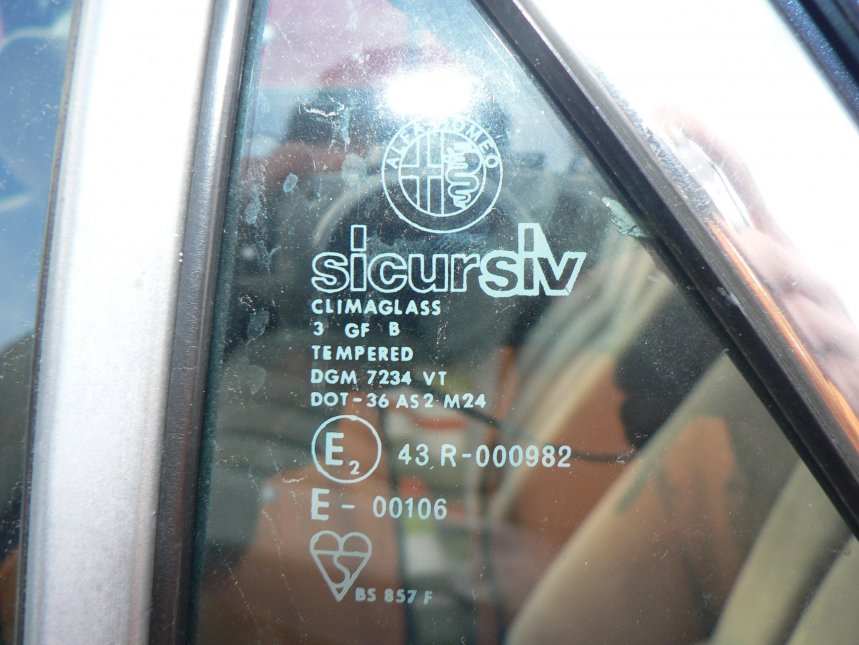 ALFA-ROMEO
sicursiv
CLIMAGLASS
3 GF B
TEMPERED
DGM 7234 VT
DOT-36 AS2 M24
E2 43 R-000982
E - 00106
BS 857 F